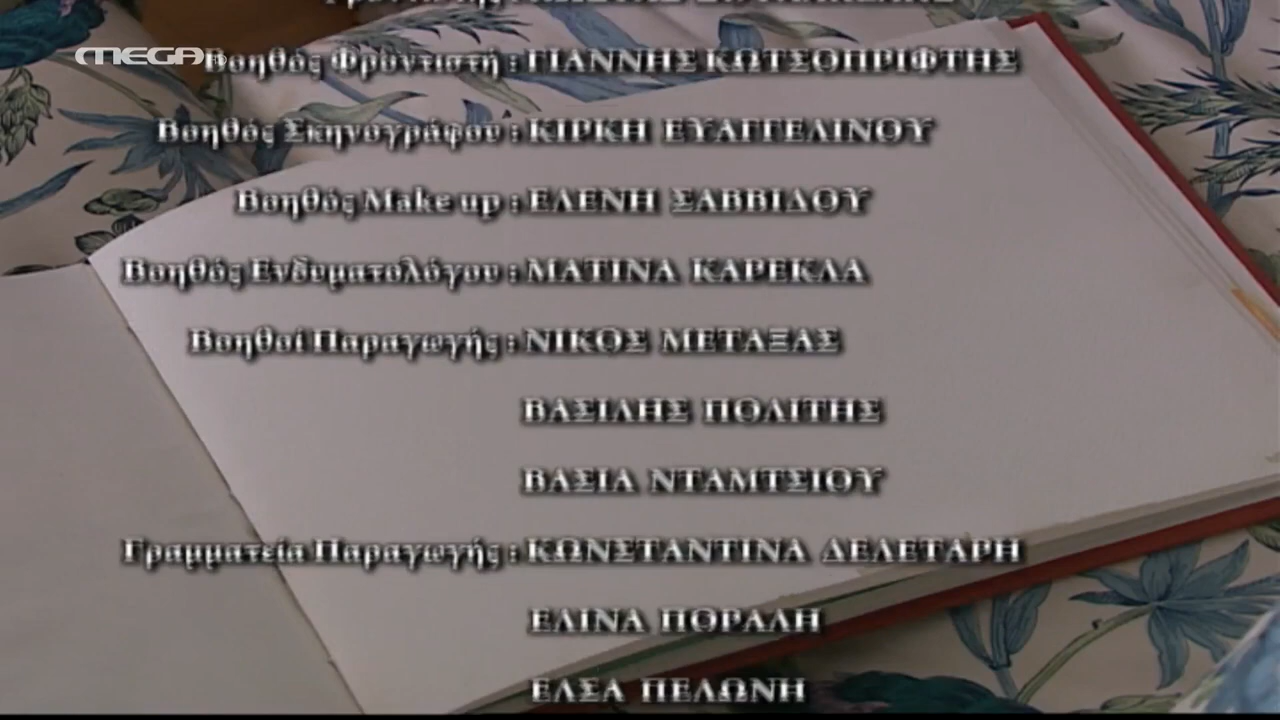 MEGA
Βοηθός Φροντιστή : ΓΙΑΝΝΗΣ ΚΩΤΣΟΠΡΙΦΤΗΣ
Βοηθός Σκηνογράφου : ΚΙΡΚΗ ΕΥΑΓΓΕΛΙΝΟΥ
Βοηθός Make up : ΕΛΕΝΗ ΣΑΒΒΙΔΟΥ
Βοηθός Ενδυματολόγου : ΜΑΤΙΝΑ ΚΑΡΕΚΛΑ
Βοηθοί Παραγωγής : ΝΙΚΟΣ ΜΕΤΑΞΑΣ
ΒΑΣΙΛΗΣ ΠΟΛΙΤΗΣ
ΒΑΣΙΑ ΝΤΑΜΤΣΙΟΥ
Γραμματεία Παραγωγής : ΚΩΝΣΤΑΝΤΙΝΑ ΔΕΛΕΤΑΡΗ
ΕΛΙΝΑ ΠΟΡΑΛΗ
ΕΛΣΑ ΠΕΛΩΝΗ